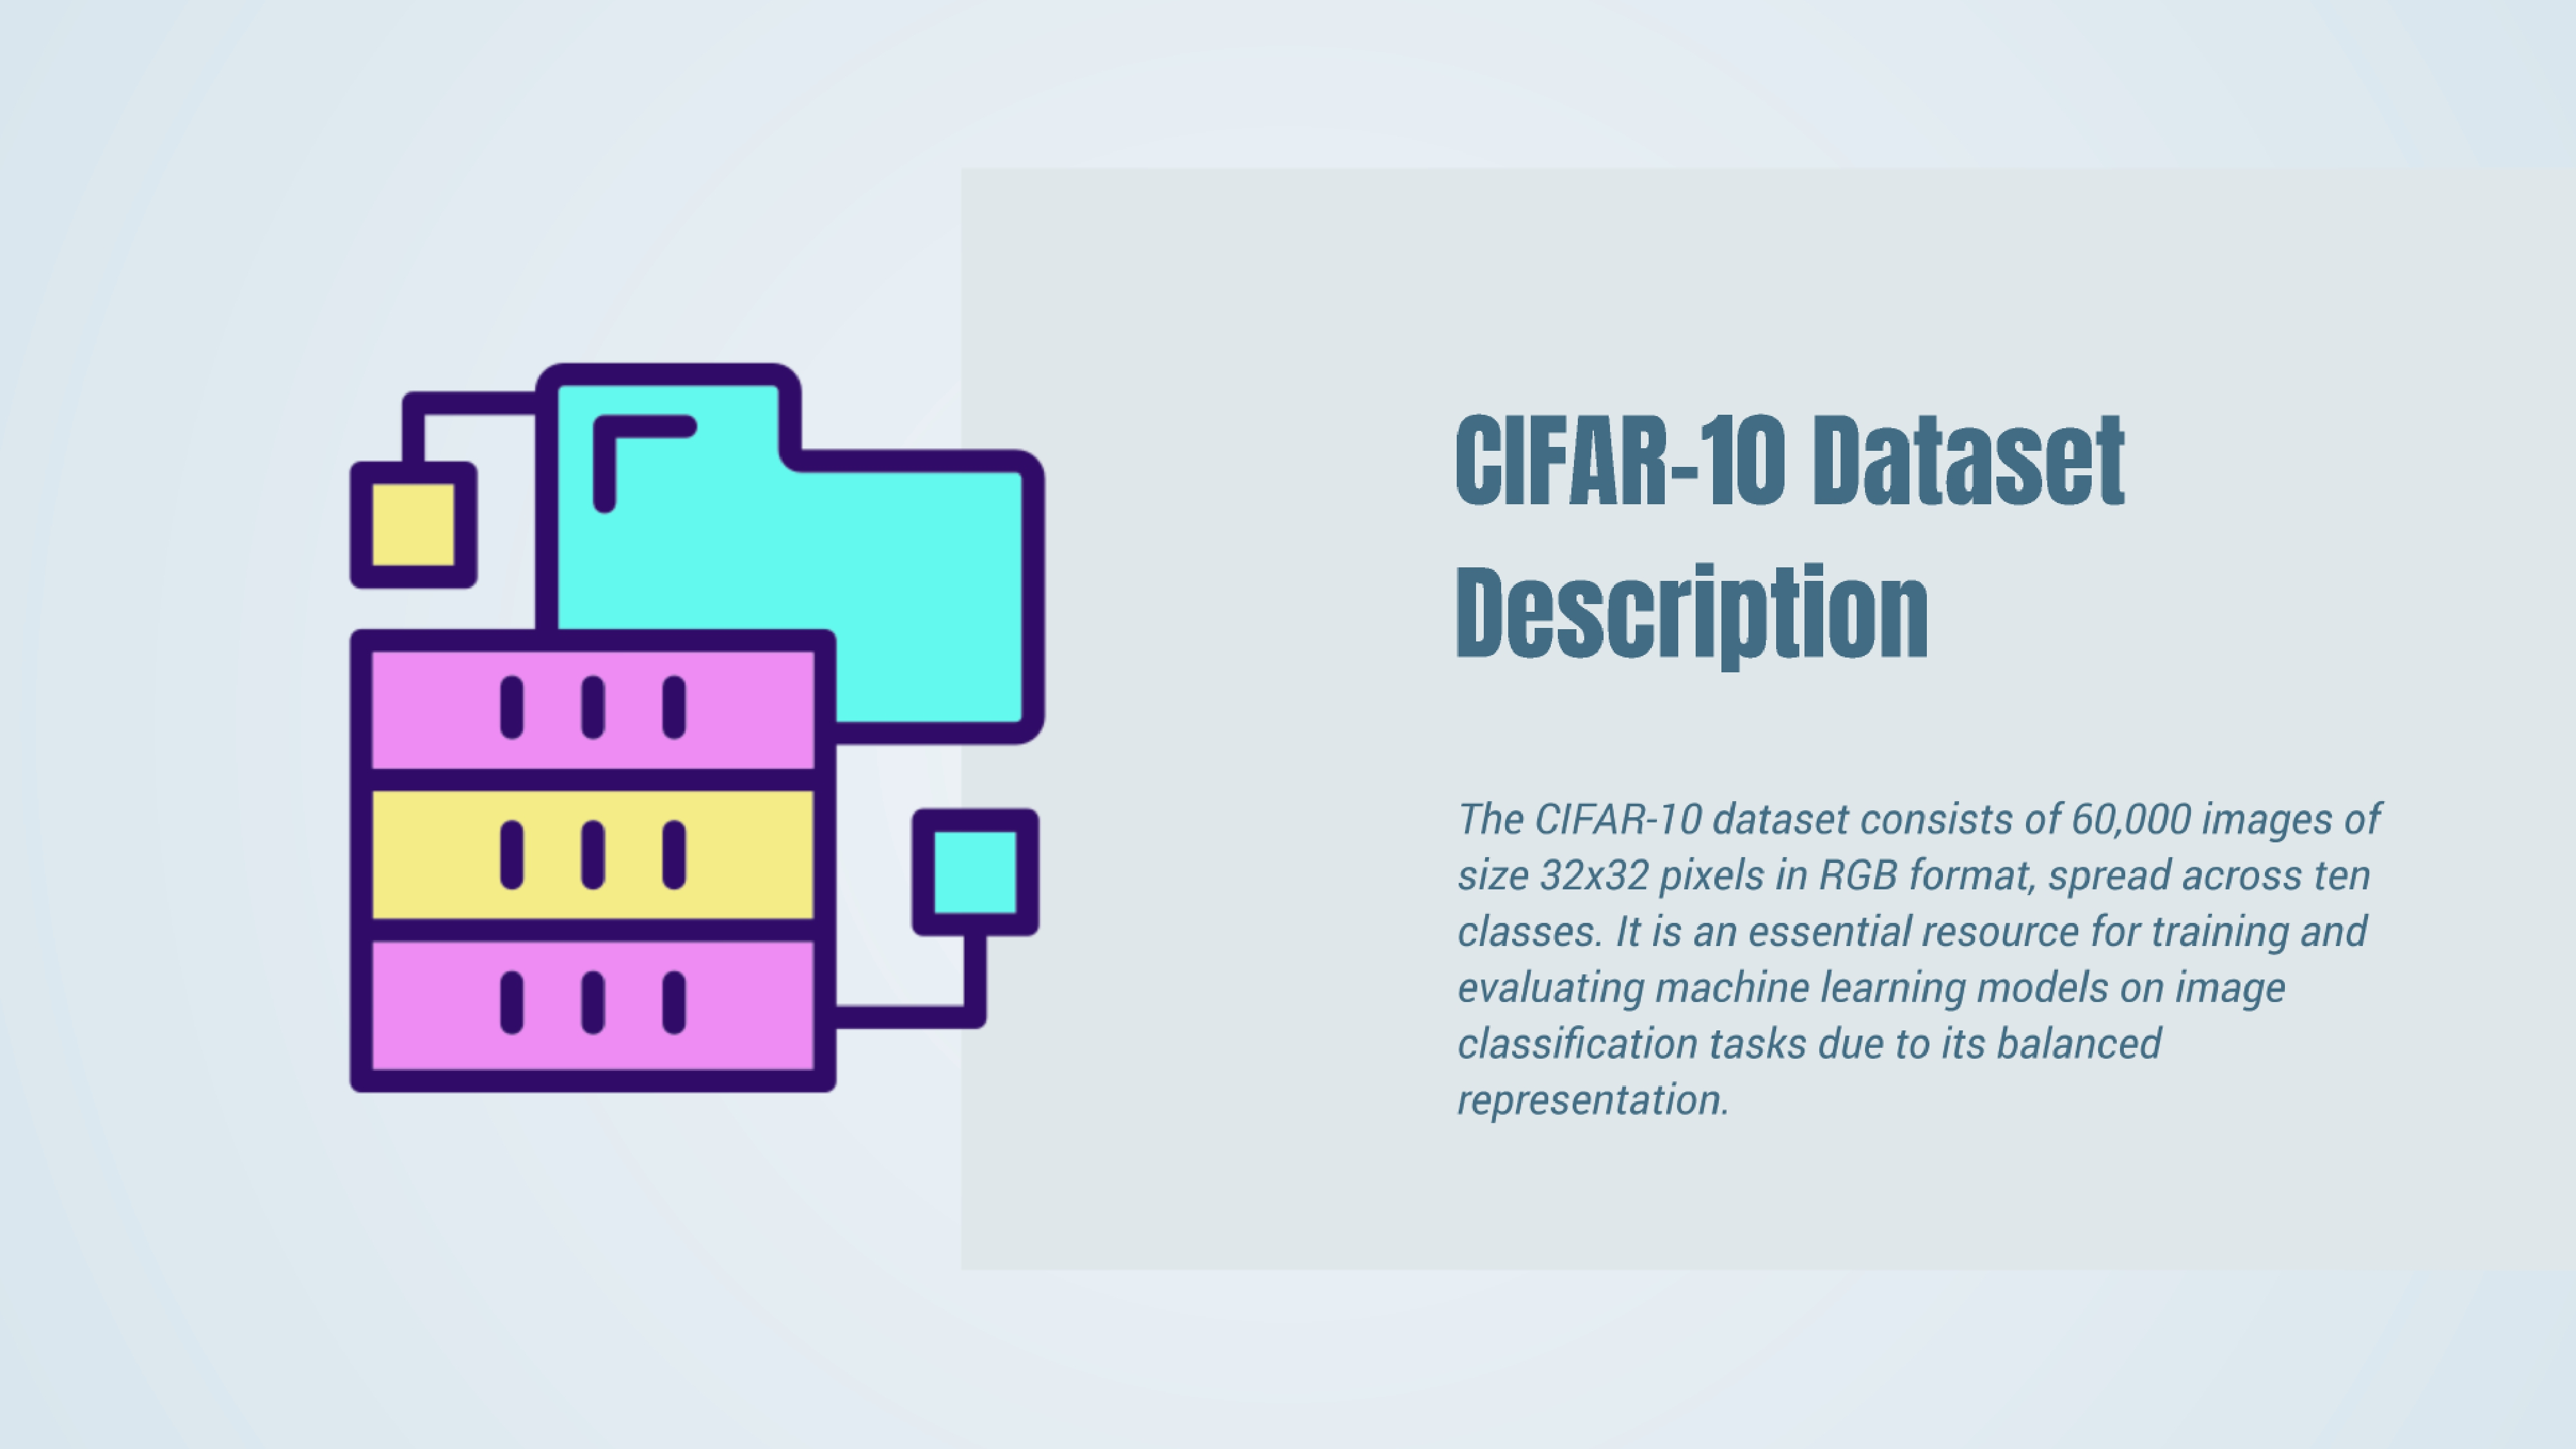 CIFAR-10 Dataset
Description
The CIFAR-10 dataset consists of 60,000 images of
size 32x32 pixels in RGB format, spread across ten
classes. It is an essential resource for training and
evaluating machine learning models on image
classification tasks due to its balanced
representation.